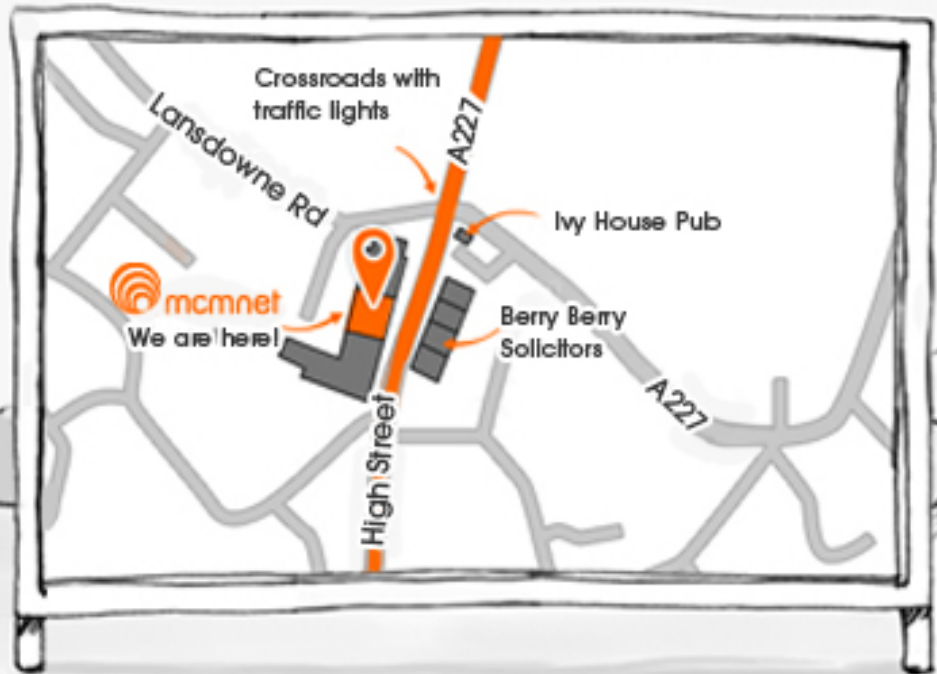 Crossroads with
traffic lights
A227
Lansdowne Rd
Ivy House Pub
mcmnet
We are here!
Berry Berry
Solicitors
A227
High Street